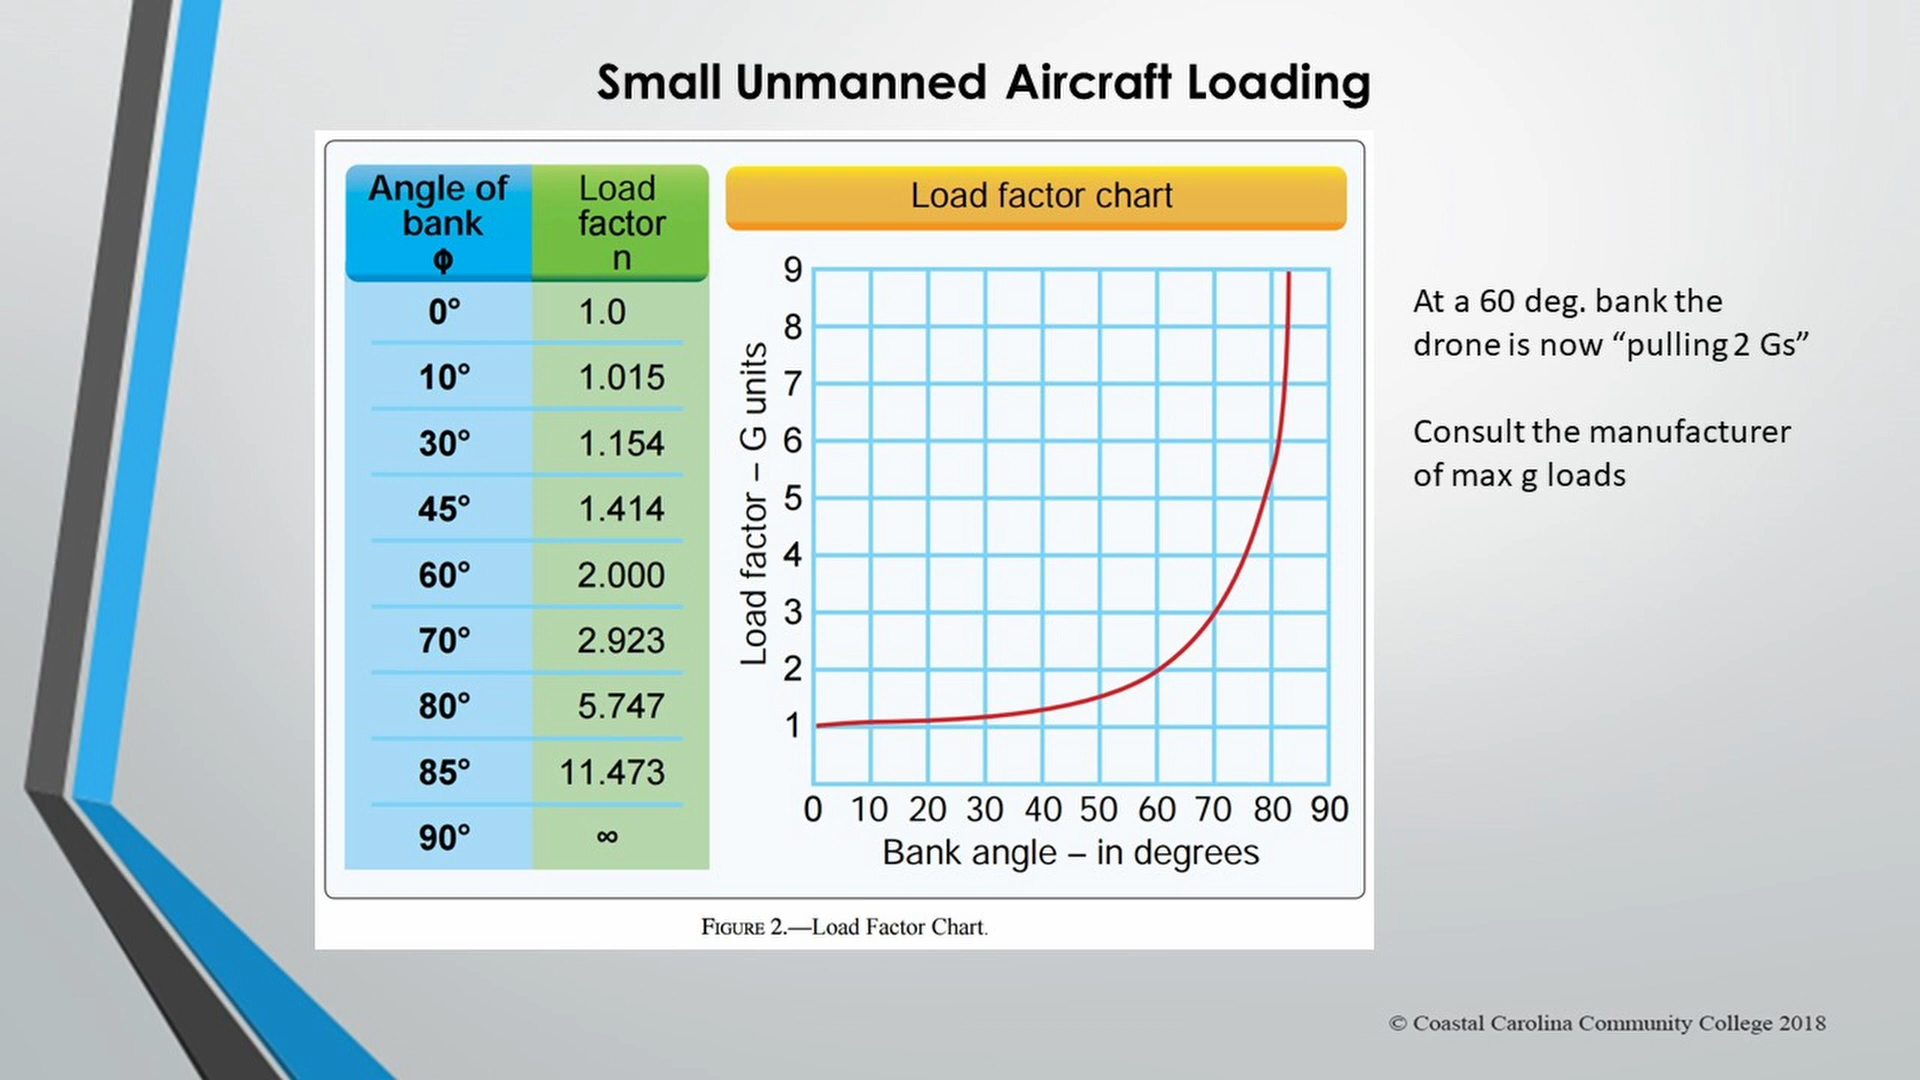 Small Unmanned Aircraft Loading
Angle of
bank
ϕ
Load
factor
n
0° 1.0
10° 1.015
30° 1.154
45° 1.414
60° 2.000
70° 2.923
80° 5.747
85° 11.473
90° ∞
Load factor chart
Load factor – G units
9
8
7
6
5
4
3
2
1
0 10 20 30 40 50 60 70 80 90
Bank angle – in degrees
FIGURE 2.—Load Factor Chart.
At a 60 deg. bank the
drone is now “pulling 2 Gs”
Consult the manufacturer
of max g loads
© Coastal Carolina Community College 2018